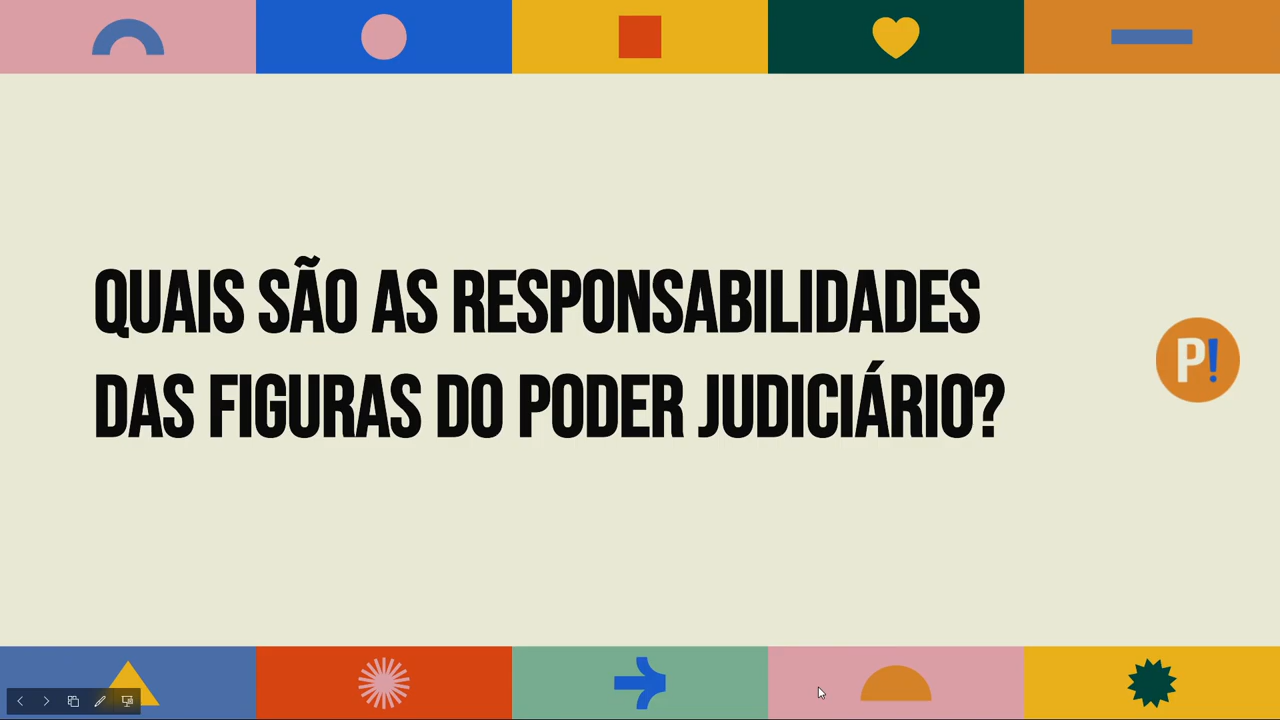 QUAIS SÃO AS RESPONSABILIDADES
DAS FIGURAS DO PODER JUDICIÁRIO?
P!